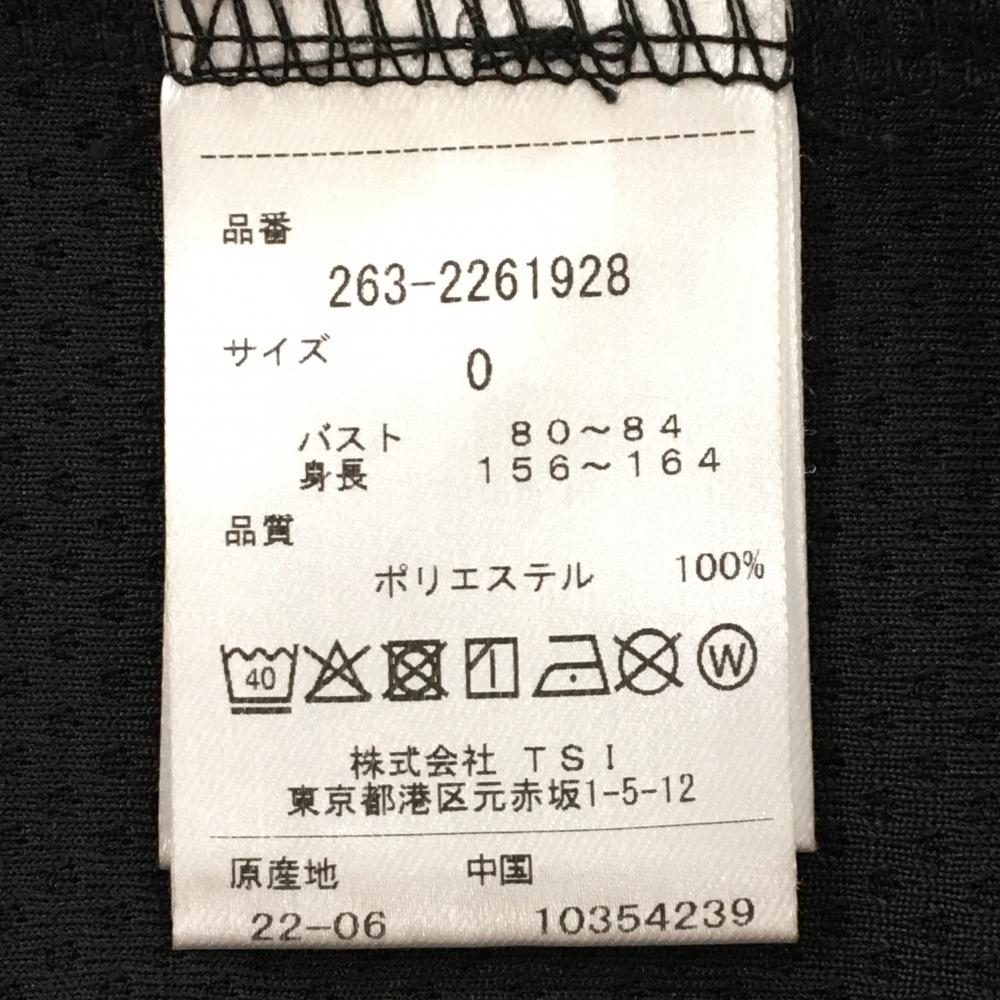 品番
263-2261928
サイズ 0
バスト 80～84
身長 156～164
品質
ポリエステル 100%
40 W
株式会社 TSI
東京都港区元赤坂1-5-12
原産地 中国
22-06 10354239